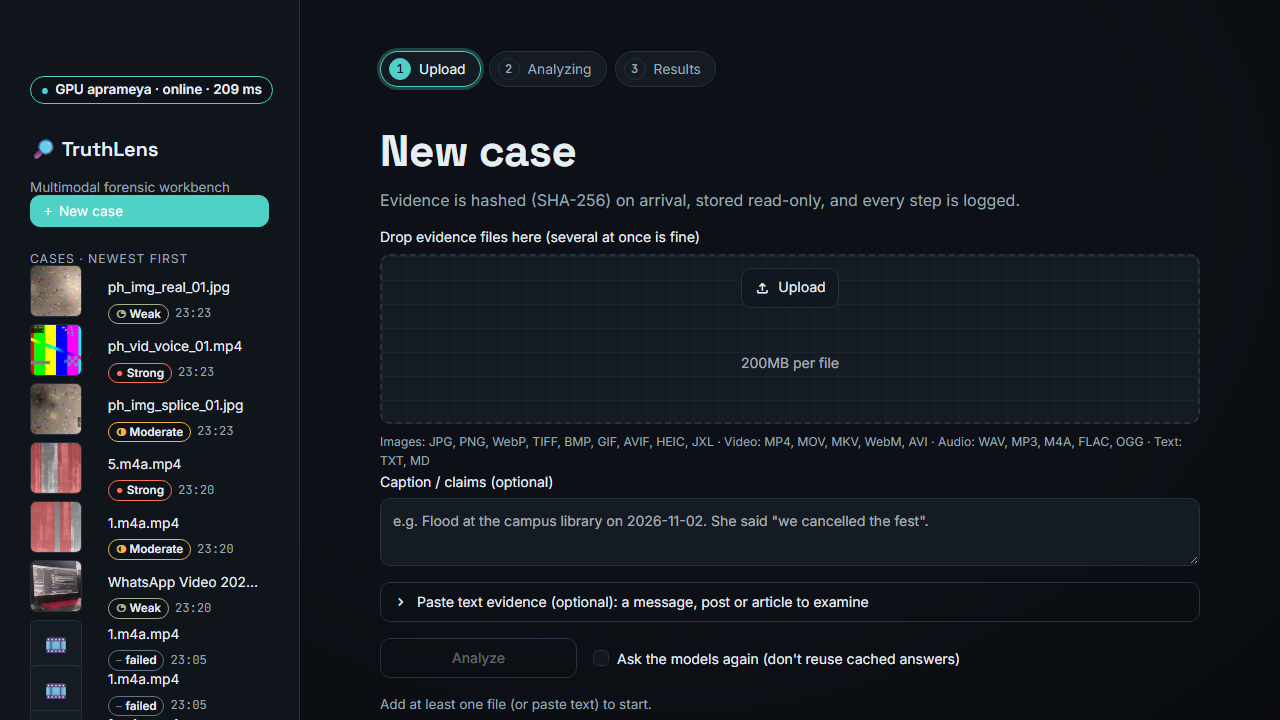 GPU aprameya · online · 209 ms
TruthLens
Multimodal forensic workbench
+ New case
CASES · NEWEST FIRST
ph_img_real_01.jpg
Weak 23:23
ph_vid_voice_01.mp4
Strong 23:23
ph_img_splice_01.jpg
Moderate 23:23
5.m4a.mp4
Strong 23:20
1.m4a.mp4
Moderate 23:20
WhatsApp Video 202...
Weak 23:20
1.m4a.mp4
– failed 23:05
1.m4a.mp4
– failed 23:05
1 Upload
2 Analyzing
3 Results
New case
Evidence is hashed (SHA-256) on arrival, stored read-only, and every step is logged.
Drop evidence files here (several at once is fine)
Upload
200MB per file
Images: JPG, PNG, WebP, TIFF, BMP, GIF, AVIF, HEIC, JXL · Video: MP4, MOV, MKV, WebM, AVI · Audio: WAV, MP3, M4A, FLAC, OGG · Text:
TXT, MD
Caption / claims (optional)
e.g. Flood at the campus library on 2026-11-02. She said "we cancelled the fest".
Paste text evidence (optional): a message, post or article to examine
Analyze
Ask the models again (don't reuse cached answers)
Add at least one file (or paste text) to start.